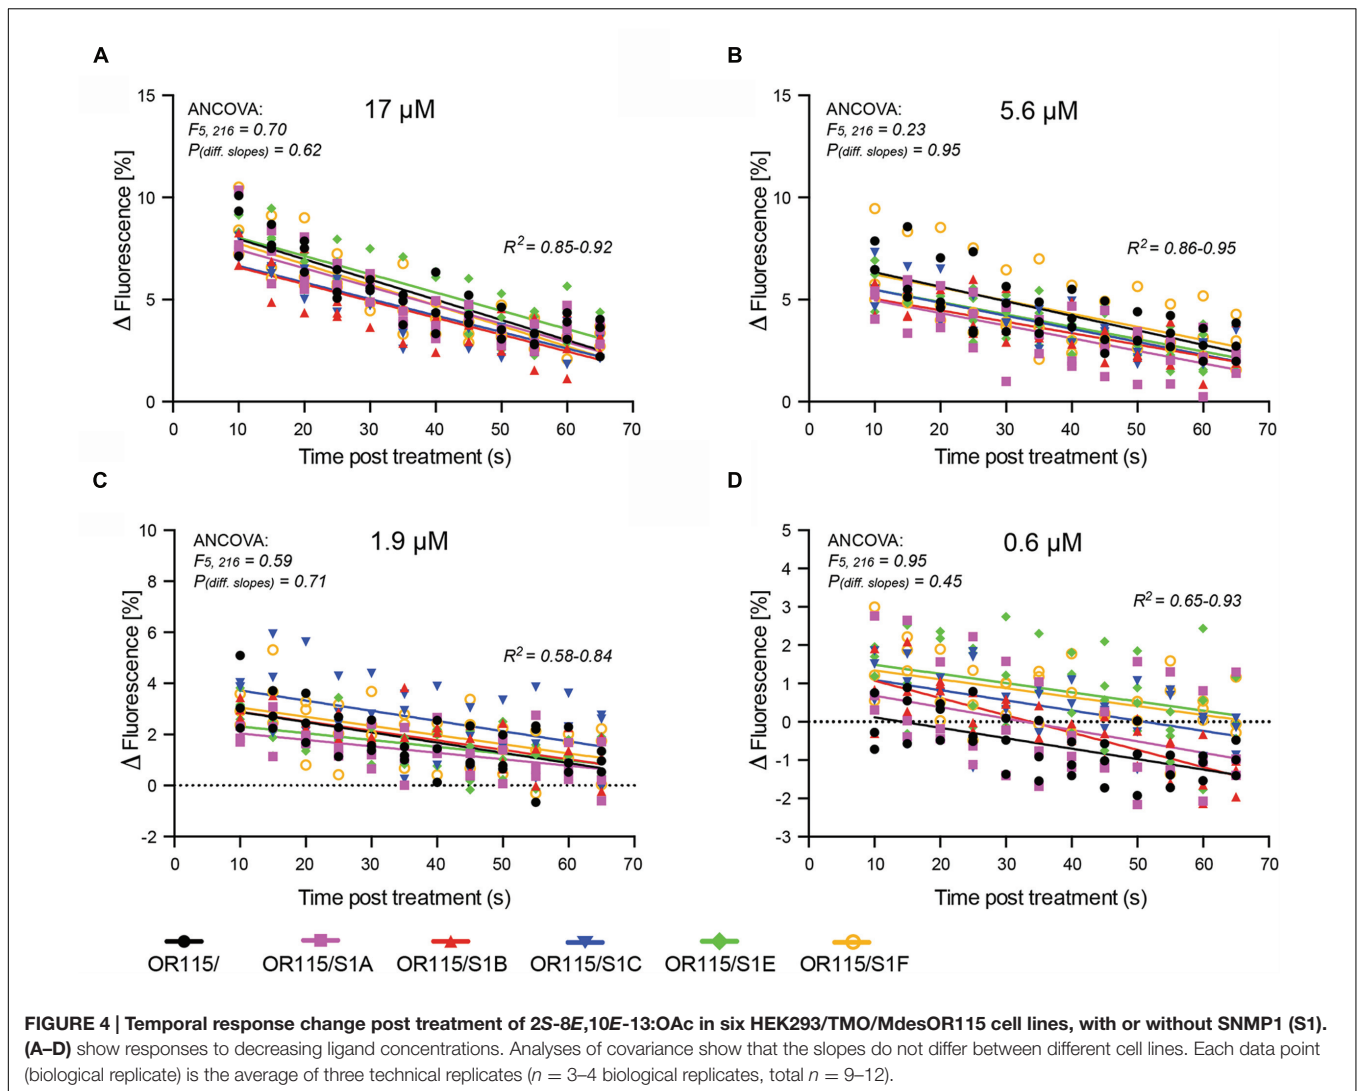 A
ANCOVA:
F5, 216 = 0.70
P(diff. slopes) = 0.62
17 µM
R2 = 0.85-0.92
Δ Fluorescence [%]
15
10
5
0
0 10 20 30 40 50 60 70
Time post treatment (s)
B
ANCOVA:
F5, 216 = 0.23
P(diff. slopes) = 0.95
5.6 µM
R2 = 0.86-0.95
Δ Fluorescence [%]
15
10
5
0
0 10 20 30 40 50 60 70
Time post treatment (s)
C
ANCOVA:
F5, 216 = 0.59
P(diff. slopes) = 0.71
1.9 µM
R2 = 0.58-0.84
Δ Fluorescence [%]
10
8
6
4
2
0
-2
0 10 20 30 40 50 60 70
Time post treatment (s)
D
ANCOVA:
F5, 216 = 0.95
P(diff. slopes) = 0.45
0.6 µM
R2 = 0.65-0.93
Δ Fluorescence [%]
5
4
3
2
1
0
-1
-2
-3
0 10 20 30 40 50 60 70
Time post treatment (s)
OR115/ OR115/S1A OR115/S1B OR115/S1C OR115/S1E OR115/S1F
FIGURE 4 | Temporal response change post treatment of 2S-8E,10E-13:OAc in six HEK293/TMO/MdesOR115 cell lines, with or without SNMP1 (S1).
(A–D) show responses to decreasing ligand concentrations. Analyses of covariance show that the slopes do not differ between different cell lines. Each data point
(biological replicate) is the average of three technical replicates (n = 3–4 biological replicates, total n = 9–12).